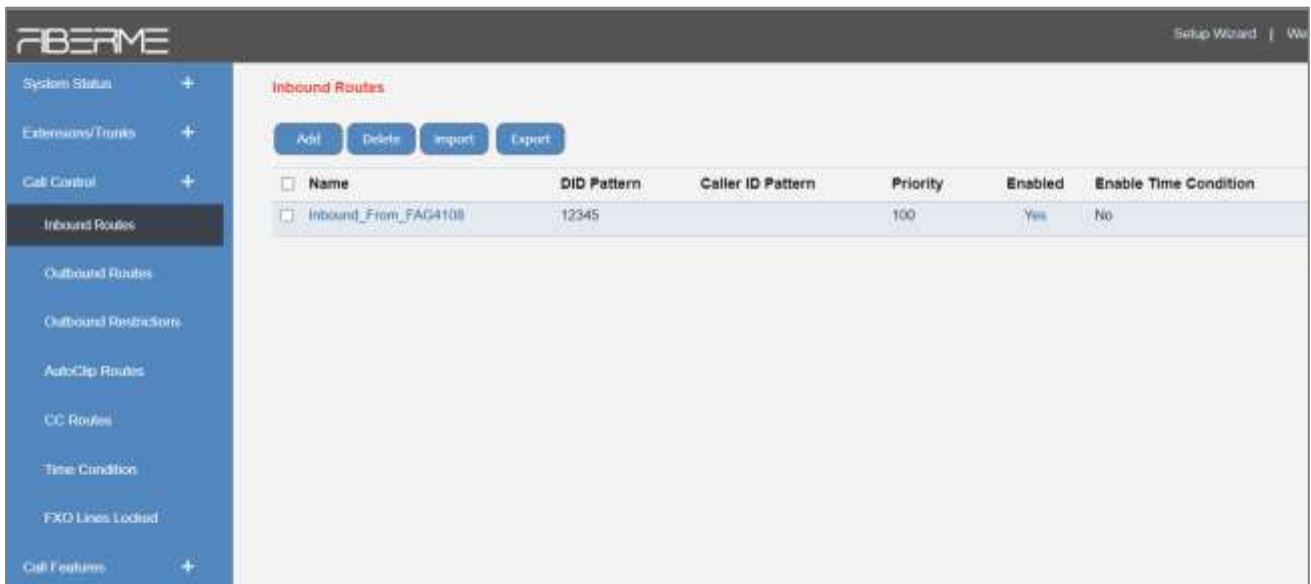 FIBERME
Setup Wizard | We
System Status +
Extensions/Trunks +
Call Control +
Inbound Routes
Outbound Routes
Outbound Restrictions
AutoClip Routes
CC Routes
Time Condition
FXO Lines Locked
Call Features +
Inbound Routes
Add Delete Import Export
Name DID Pattern Caller ID Pattern Priority Enabled Enable Time Condition
Inbound_From_FAG4108 12345 100 Yes No